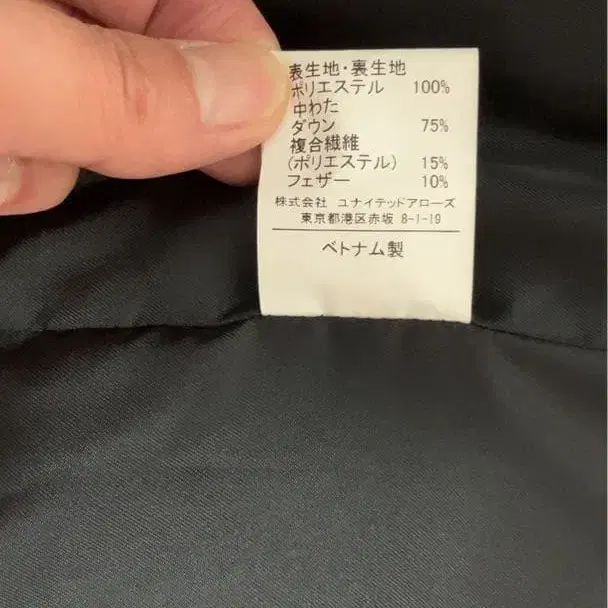 表生地・裏生地
ポリエステル 100%
中わた
ダウン 75%
複合繊維
(ポリエステル) 15%
フェザー 10%
株式会社 ユナイテッドアローズ
東京都港区赤坂 8-1-19
ベトナム製